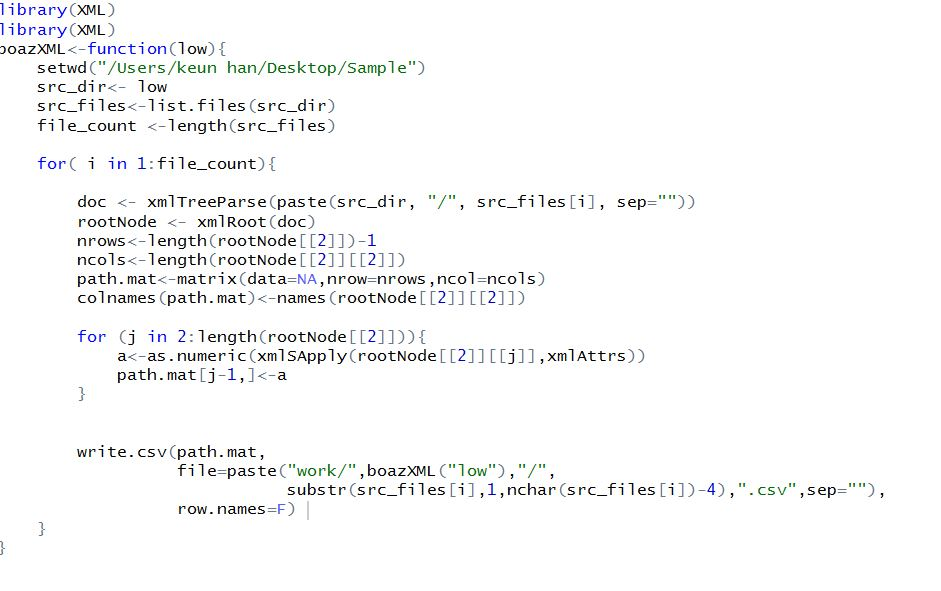 library(XML)
library(XML)
boazXML<-function(low){
    setwd("/Users/keun han/Desktop/Sample")
    src_dir<- low
    src_files<-list.files(src_dir)
    file_count <-length(src_files)

    for( i in 1:file_count){

        doc <- xmlTreeParse(paste(src_dir, "/", src_files[i], sep=""))
        rootNode <- xmlRoot(doc)
        nrows<-length(rootNode[[2]])-1
        ncols<-length(rootNode[[2]][[2]])
        path.mat<-matrix(data=NA,nrow=nrows,ncol=ncols)
        colnames(path.mat)<-names(rootNode[[2]][[2]])

        for (j in 2:length(rootNode[[2]])){
            a<-as.numeric(xmlSApply(rootNode[[2]][[j]],xmlAttrs))
            path.mat[j-1,]<-a
        }


        write.csv(path.mat,
                  file=paste("work/",boazXML("low"),"/",
                             substr(src_files[i],1,nchar(src_files[i])-4),".csv",sep=""),
                  row.names=F)
    }
}